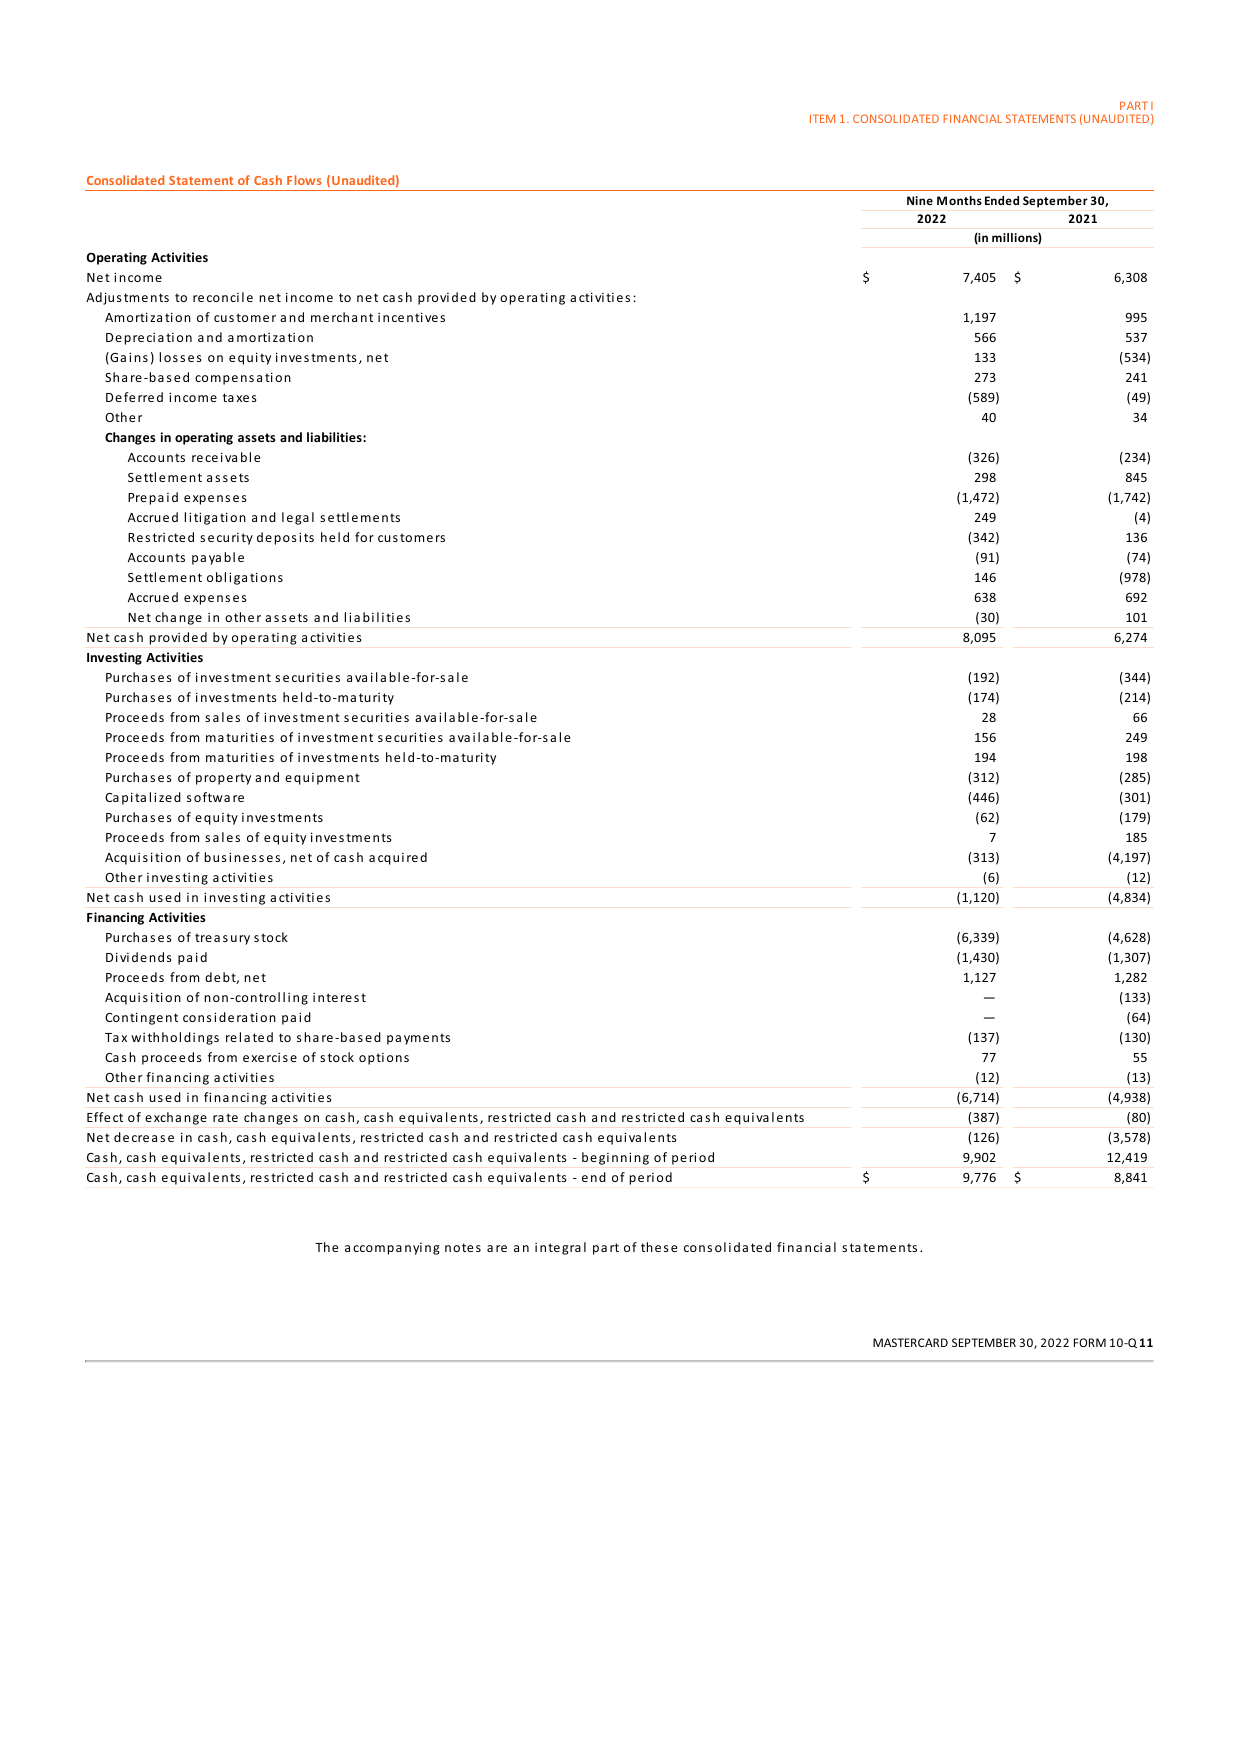 PART I
ITEM 1. CONSOLIDATED FINANCIAL STATEMENTS (UNAUDITED)
Consolidated Statement of Cash Flows (Unaudited)
Nine Months Ended September 30,
2022 2021
(in millions)
Operating Activities
Net income $ 7,405 $ 6,308
Adjustments to reconcile net income to net cash provided by operating activities:
Amortization of customer and merchant incentives 1,197 995
Depreciation and amortization 566 537
(Gains) losses on equity investments, net 133 (534)
Share-based compensation 273 241
Deferred income taxes (589) (49)
Other 40 34
Changes in operating assets and liabilities:
Accounts receivable (326) (234)
Settlement assets 298 845
Prepaid expenses (1,472) (1,742)
Accrued litigation and legal settlements 249 (4)
Restricted security deposits held for customers (342) 136
Accounts payable (91) (74)
Settlement obligations 146 (978)
Accrued expenses 638 692
Net change in other assets and liabilities (30) 101
Net cash provided by operating activities 8,095 6,274
Investing Activities
Purchases of investment securities available-for-sale (192) (344)
Purchases of investments held-to-maturity (174) (214)
Proceeds from sales of investment securities available-for-sale 28 66
Proceeds from maturities of investment securities available-for-sale 156 249
Proceeds from maturities of investments held-to-maturity 194 198
Purchases of property and equipment (312) (285)
Capitalized software (446) (301)
Purchases of equity investments (62) (179)
Proceeds from sales of equity investments 7 185
Acquisition of businesses, net of cash acquired (313) (4,197)
Other investing activities (6) (12)
Net cash used in investing activities (1,120) (4,834)
Financing Activities
Purchases of treasury stock (6,339) (4,628)
Dividends paid (1,430) (1,307)
Proceeds from debt, net 1,127 1,282
Acquisition of non-controlling interest — (133)
Contingent consideration paid — (64)
Tax withholdings related to share-based payments (137) (130)
Cash proceeds from exercise of stock options 77 55
Other financing activities (12) (13)
Net cash used in financing activities (6,714) (4,938)
Effect of exchange rate changes on cash, cash equivalents, restricted cash and restricted cash equivalents (387) (80)
Net decrease in cash, cash equivalents, restricted cash and restricted cash equivalents (126) (3,578)
Cash, cash equivalents, restricted cash and restricted cash equivalents - beginning of period 9,902 12,419
Cash, cash equivalents, restricted cash and restricted cash equivalents - end of period $ 9,776 $ 8,841
The accompanying notes are an integral part of these consolidated financial statements.
MASTERCARD SEPTEMBER 30, 2022 FORM 10-Q 11